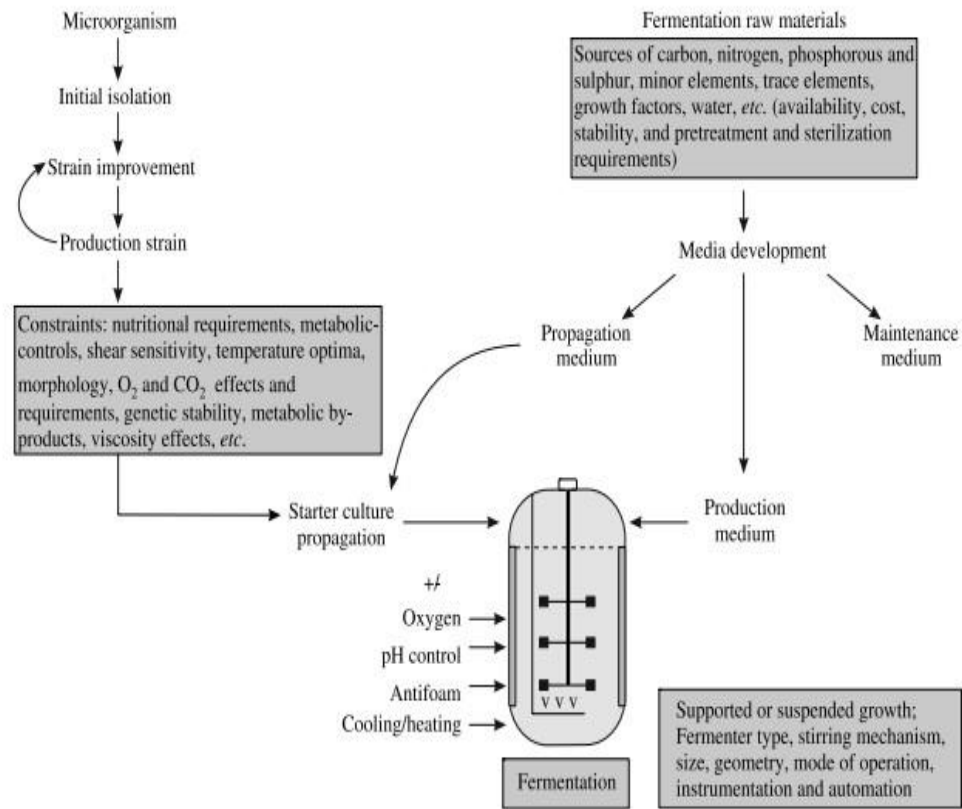 Microorganism
Initial isolation
Strain improvement
Production strain
Constraints: nutritional requirements, metabolic-
controls, shear sensitivity, temperature optima,
morphology, O₂ and CO₂ effects and
requirements, genetic stability, metabolic by-
products, viscosity effects, etc.
Fermentation raw materials
Sources of carbon, nitrogen, phosphorous and
sulphur, minor elements, trace elements,
growth factors, water, etc. (availability, cost,
stability, and pretreatment and sterilization
requirements)
Media development
Propagation
medium
Maintenance
medium
Starter culture
propagation
Production
medium
+/-
Oxygen
pH control
Antifoam
Cooling/heating
V V V
Fermentation
Supported or suspended growth;
Fermenter type, stirring mechanism,
size, geometry, mode of operation,
instrumentation and automation